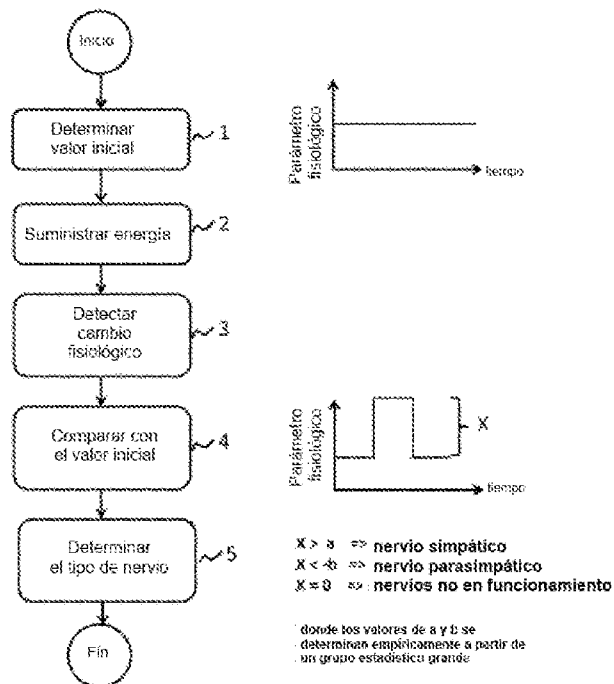 Inicio
Determinar
valor inicial
1
Parámetro
fisiológico
tiempo
Suministrar energía
2
Detectar
cambio
fisiológico
3
Comparar con
el valor inicial
4
Parámetro
fisiológico
X
tiempo
Determinar
el tipo de nervio
5
X > a => nervio simpático
X < -b => nervio parasimpático
X = 0 => nervios no en funcionamiento
Fín
donde los valores de a y b se
determinan empíricamente a partir de
un grupo estadístico grande